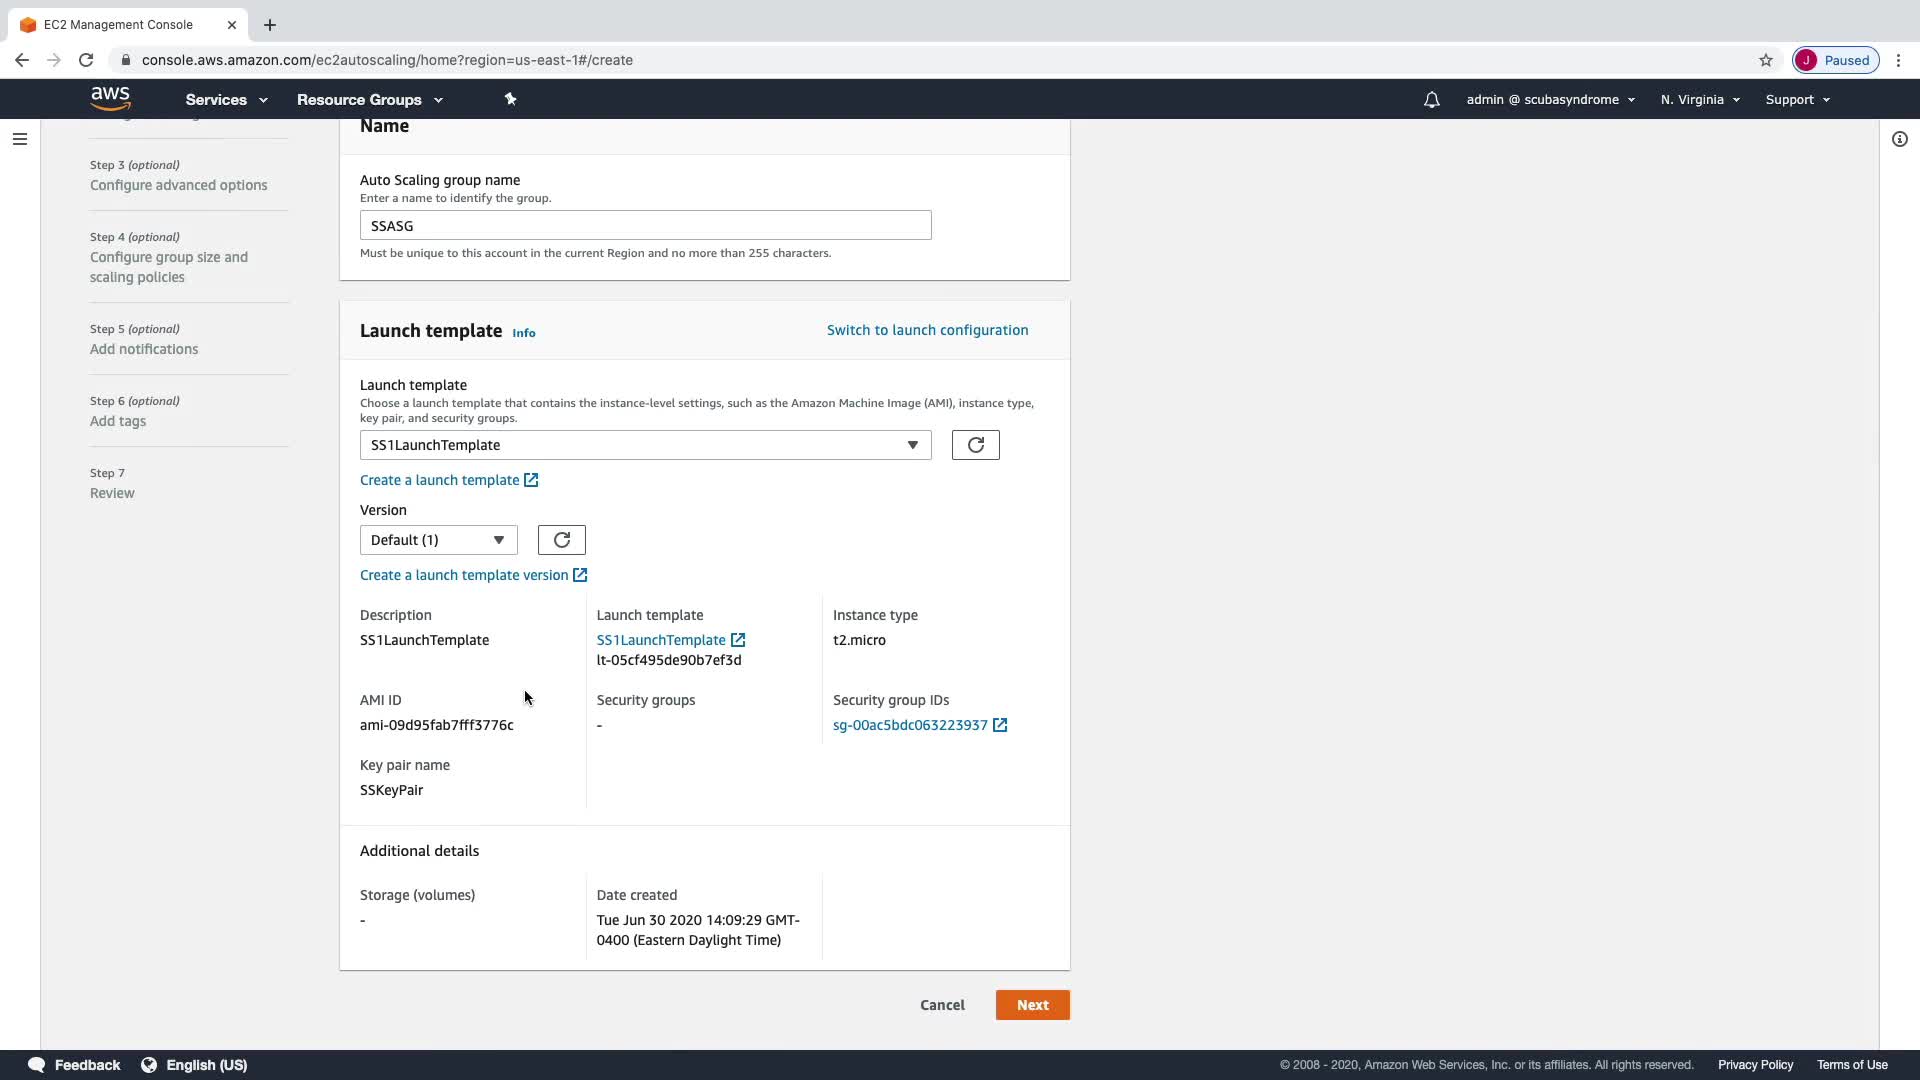 EC2 Management Console
console.aws.amazon.com/ec2autoscaling/home?region=us-east-1#/create
J Paused
aws
Services
Resource Groups
admin @ scubasyndrome
N. Virginia
Support
Step 3 (optional)
Configure advanced options
Step 4 (optional)
Configure group size and
scaling policies
Step 5 (optional)
Add notifications
Step 6 (optional)
Add tags
Step 7
Review
Name
Auto Scaling group name
Enter a name to identify the group.
SSASG
Must be unique to this account in the current Region and no more than 255 characters.
Launch template Info
Switch to launch configuration
Launch template
Choose a launch template that contains the instance-level settings, such as the Amazon Machine Image (AMI), instance type,
key pair, and security groups.
SS1LaunchTemplate
Create a launch template
Version
Default (1)
Create a launch template version
Description
SS1LaunchTemplate
Launch template
SS1LaunchTemplate
lt-05cf495de90b7ef3d
Instance type
t2.micro
AMI ID
ami-09d95fab7fff3776c
Security groups
-
Security group IDs
sg-00ac5bdc063223937
Key pair name
SSKeyPair
Additional details
Storage (volumes)
-
Date created
Tue Jun 30 2020 14:09:29 GMT-
0400 (Eastern Daylight Time)
Cancel
Next
Feedback
English (US)
© 2008 - 2020, Amazon Web Services, Inc. or its affiliates. All rights reserved.
Privacy Policy
Terms of Use